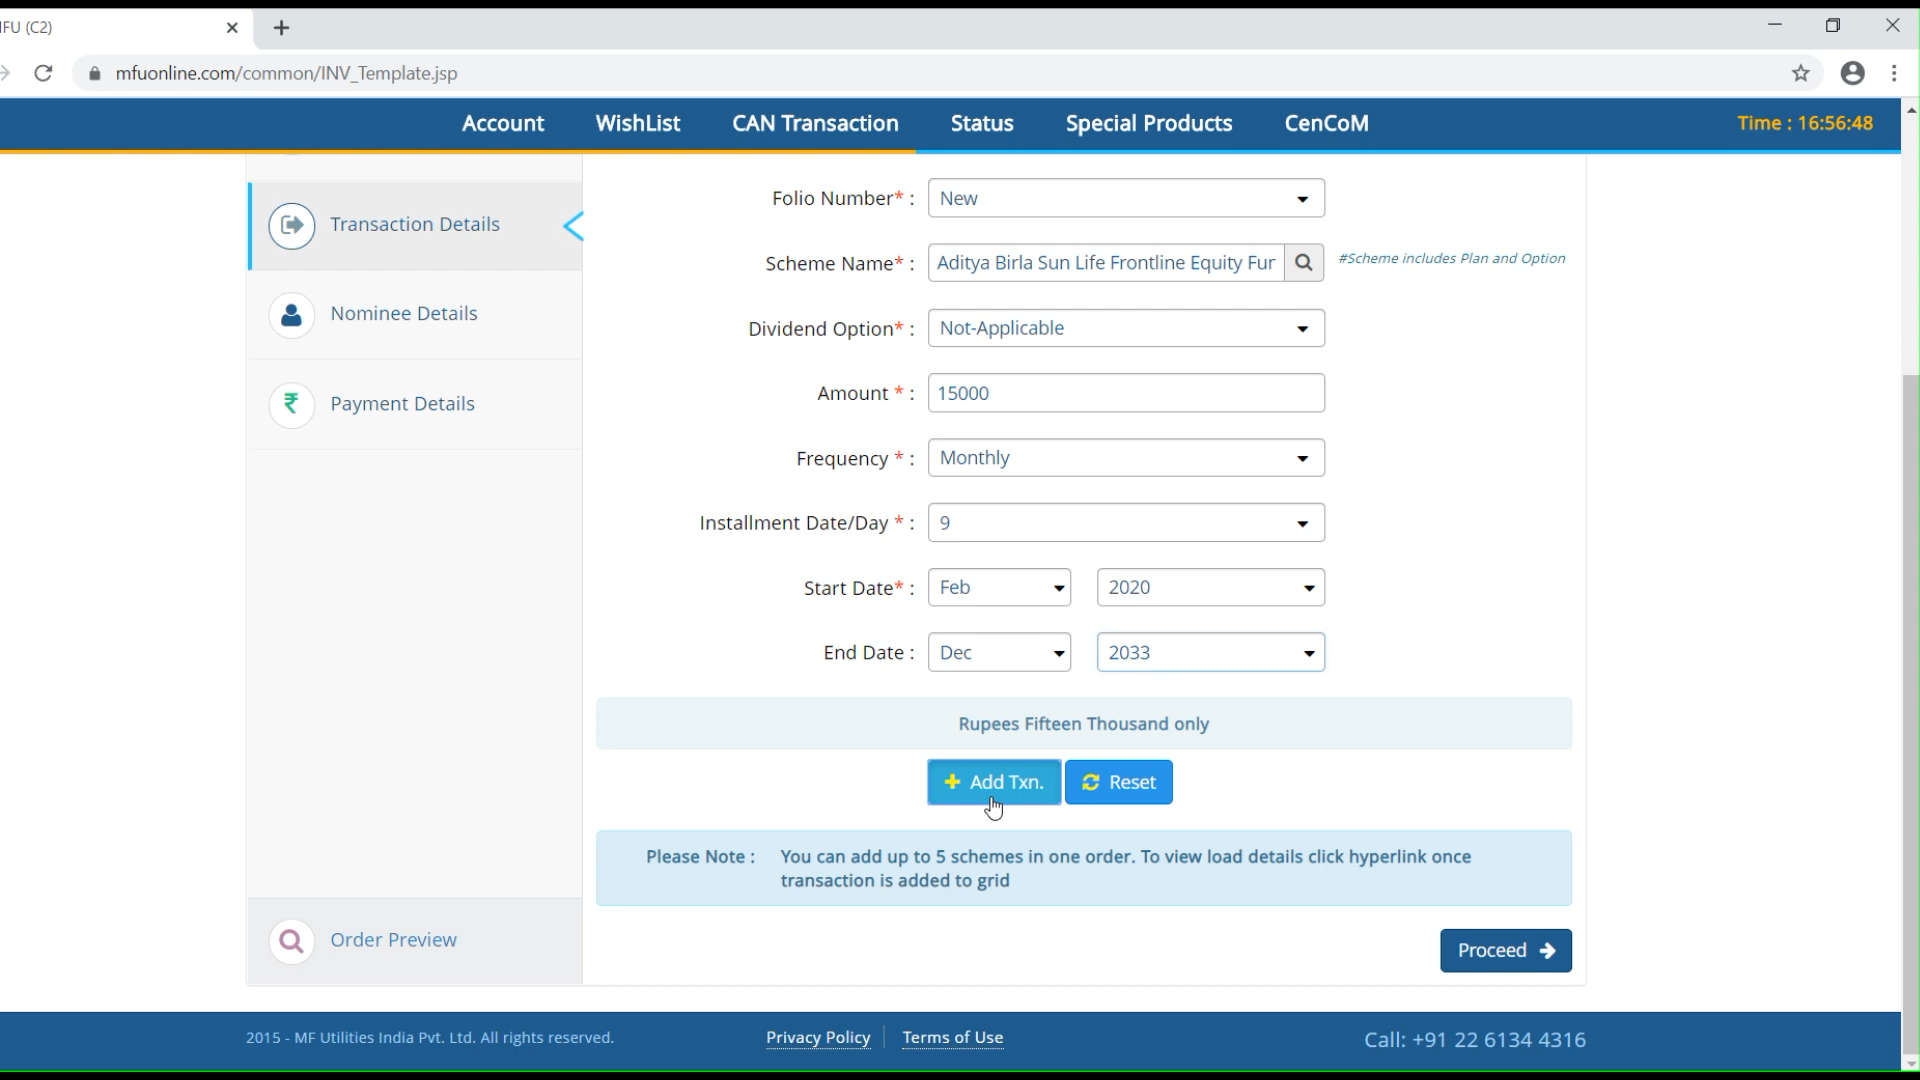 IFU (C2)
mfuonline.com/common/INV_Template.jsp
Account WishList CAN Transaction Status Special Products CenCoM Time : 16:56:48
Transaction Details
Nominee Details
Payment Details
Order Preview
Folio Number* : New
Scheme Name* : Aditya Birla Sun Life Frontline Equity Fur #Scheme includes Plan and Option
Dividend Option* : Not-Applicable
Amount * : 15000
Frequency * : Monthly
Installment Date/Day * : 9
Start Date* : Feb 2020
End Date : Dec 2033
Rupees Fifteen Thousand only
Add Txn. Reset
Please Note : You can add up to 5 schemes in one order. To view load details click hyperlink once
transaction is added to grid
Proceed
2015 - MF Utilities India Pvt. Ltd. All rights reserved. Privacy Policy Terms of Use Call: +91 22 6134 4316